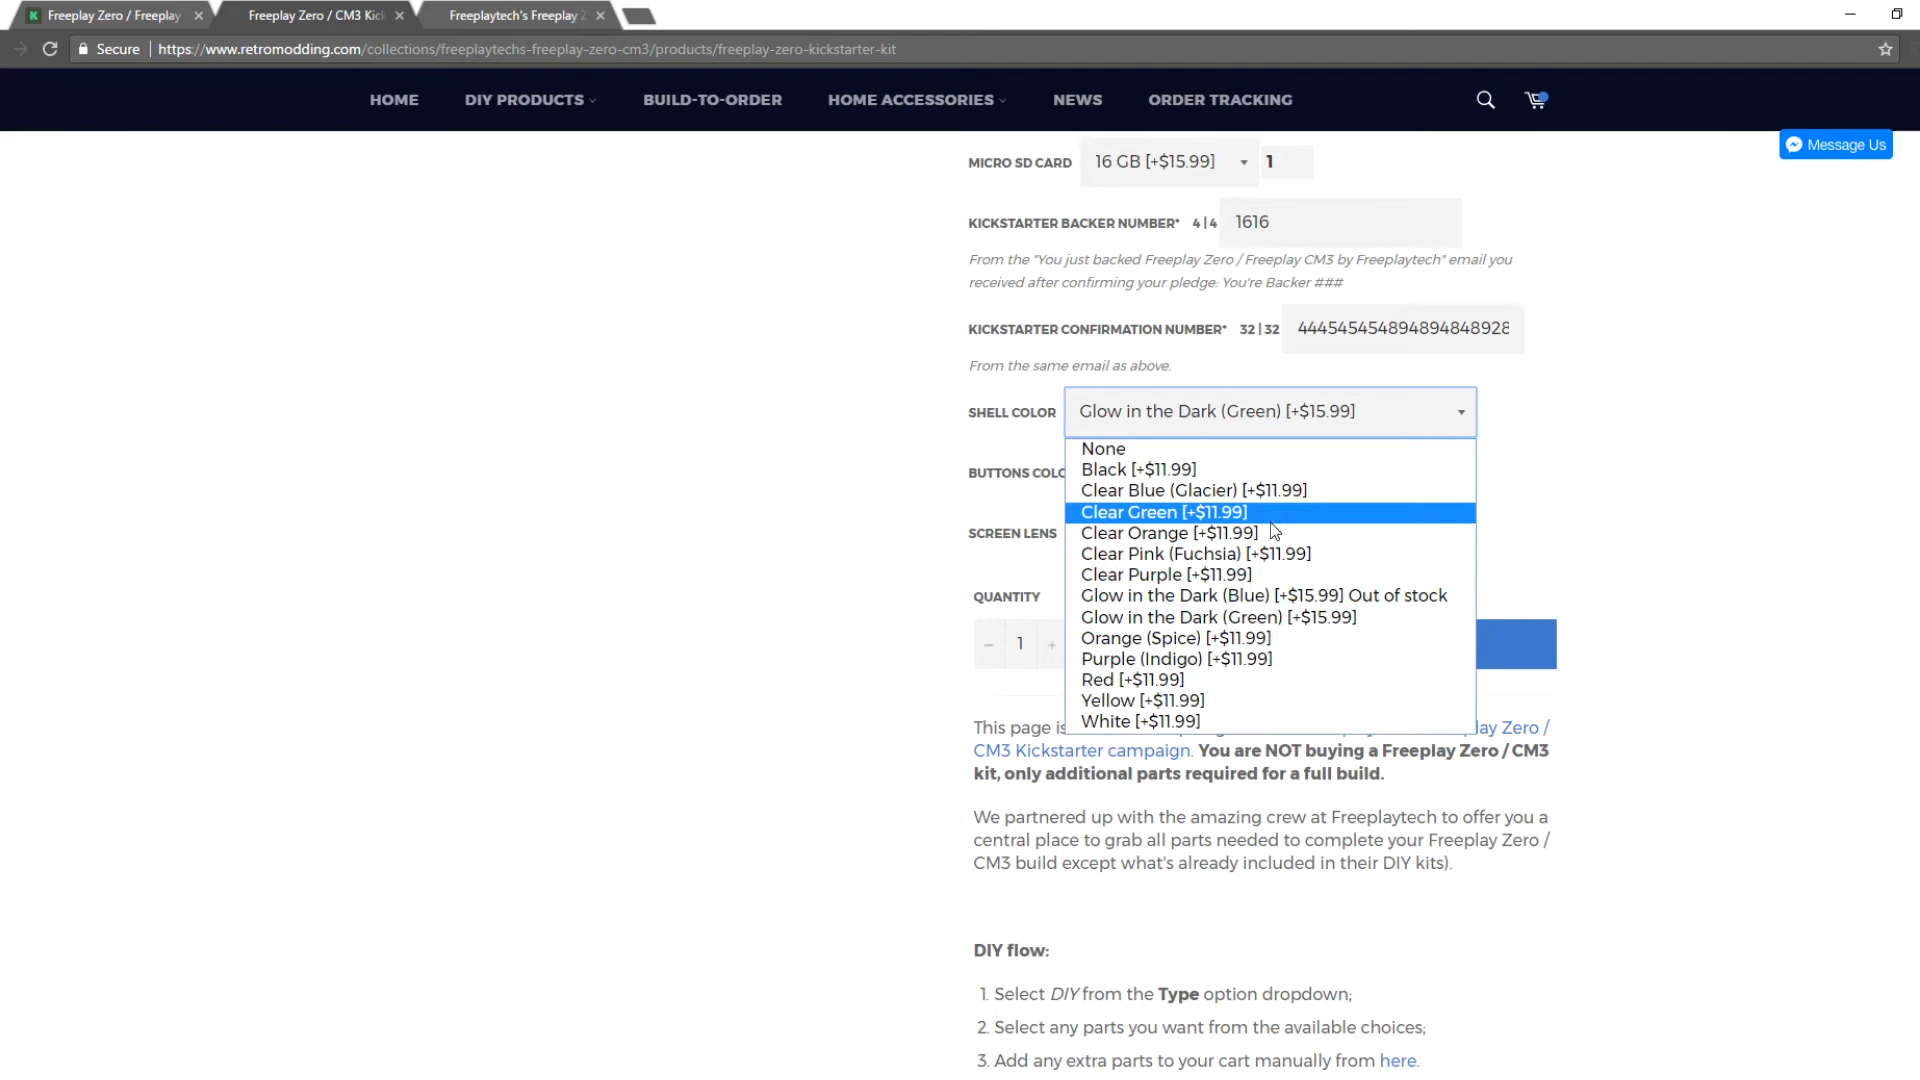 Freeplay Zero / Freeplay
Freeplay Zero / CM3 Kick
Freeplaytech's Freeplay Z
Secure
https://www.retromodding.com/collections/freeplaytechs-freeplay-zero-cm3/products/freeplay-zero-kickstarter-kit
HOME DIY PRODUCTS BUILD-TO-ORDER HOME ACCESSORIES NEWS ORDER TRACKING
Message Us
MICRO SD CARD 16 GB [+$15.99] 1
KICKSTARTER BACKER NUMBER* 4 | 4 1616
From the "You just backed Freeplay Zero / Freeplay CM3 by Freeplaytech" email you
received after confirming your pledge: You're Backer ###
KICKSTARTER CONFIRMATION NUMBER* 32 | 32 444545454894894848928
From the same email as above.
SHELL COLOR Glow in the Dark (Green) [+$15.99]
None
Black [+$11.99]
Clear Blue (Glacier) [+$11.99]
BUTTONS COLO
Clear Green [+$11.99]
Clear Orange [+$11.99]
SCREEN LENS
Clear Pink (Fuchsia) [+$11.99]
Clear Purple [+$11.99]
Glow in the Dark (Blue) [+$15.99] Out of stock
QUANTITY
Glow in the Dark (Green) [+$15.99]
Orange (Spice) [+$11.99]
− 1 +
Purple (Indigo) [+$11.99]
Red [+$11.99]
Yellow [+$11.99]
White [+$11.99]
This page is play Zero /
CM3 Kickstarter campaign. You are NOT buying a Freeplay Zero / CM3
kit, only additional parts required for a full build.
We partnered up with the amazing crew at Freeplaytech to offer you a
central place to grab all parts needed to complete your Freeplay Zero /
CM3 build except what's already included in their DIY kits).
DIY flow:
1. Select DIY from the Type option dropdown;
2. Select any parts you want from the available choices;
3. Add any extra parts to your cart manually from here.